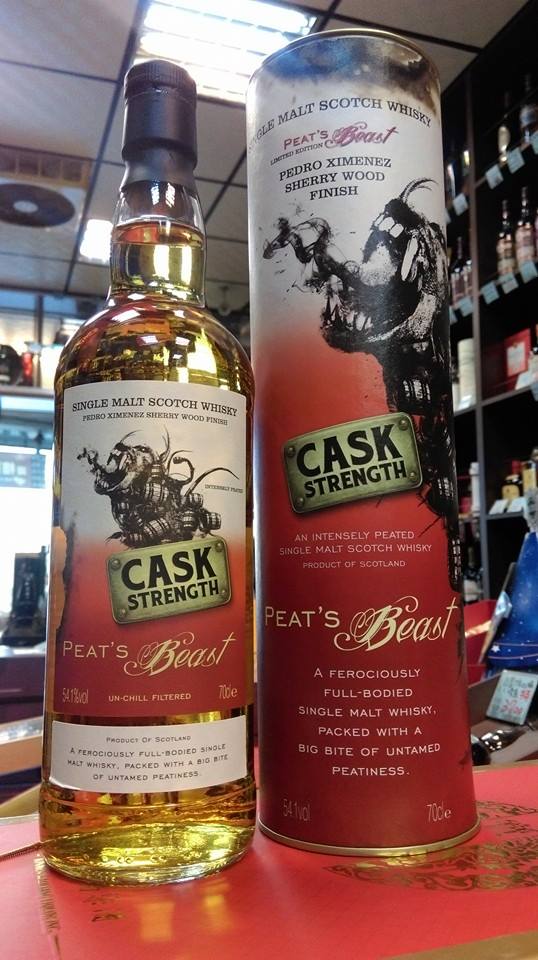 SINGLE MALT SCOTCH WHISKY
PEDRO XIMENEZ SHERRY WOOD FINISH
INTENSELY PEATED
CASK
STRENGTH
PEAT'S Beast
54.1%vol UN-CHILL FILTERED 70cl e
PRODUCT OF SCOTLAND
A FEROCIOUSLY FULL-BODIED SINGLE
MALT WHISKY, PACKED WITH A BIG BITE
OF UNTAMED PEATINESS.
SINGLE MALT SCOTCH WHISKY
PEAT'S Beast
LIMITED EDITION
PEDRO XIMENEZ
SHERRY WOOD
FINISH
CASK
STRENGTH
AN INTENSELY PEATED
SINGLE MALT SCOTCH WHISKY
PRODUCT OF SCOTLAND
PEAT'S Beast
A FEROCIOUSLY
FULL-BODIED
SINGLE MALT WHISKY,
PACKED WITH A
BIG BITE OF UNTAMED
PEATINESS.
54.1vol 70cl e